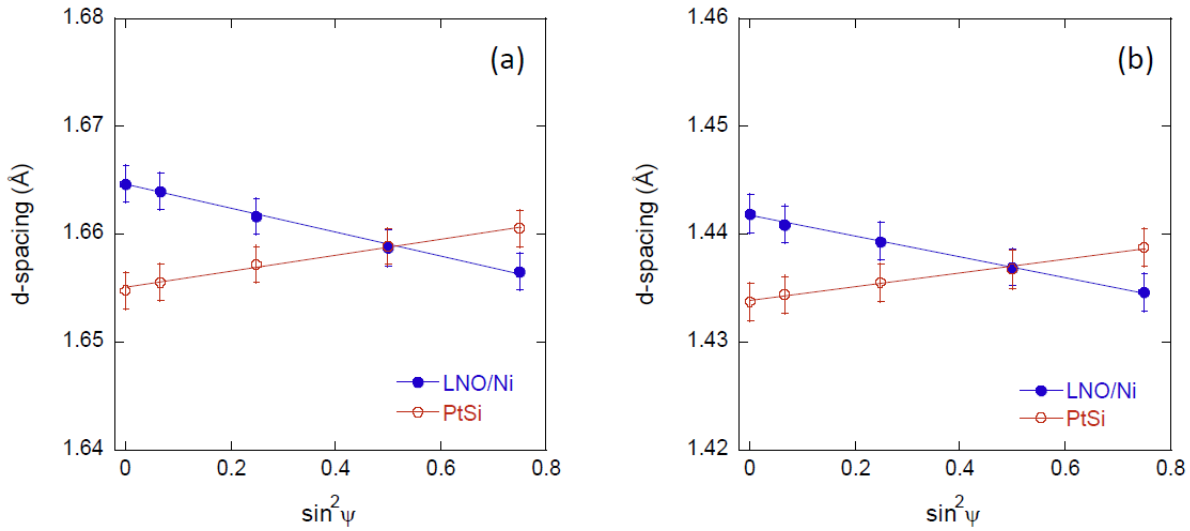 (a)
1.68
1.67
1.66
1.65
1.64
d-spacing (Å)
LNO/Ni
PtSi
0 0.2 0.4 0.6 0.8
sin²ψ
(b)
1.46
1.45
1.44
1.43
1.42
d-spacing (Å)
LNO/Ni
PtSi
0 0.2 0.4 0.6 0.8
sin²ψ